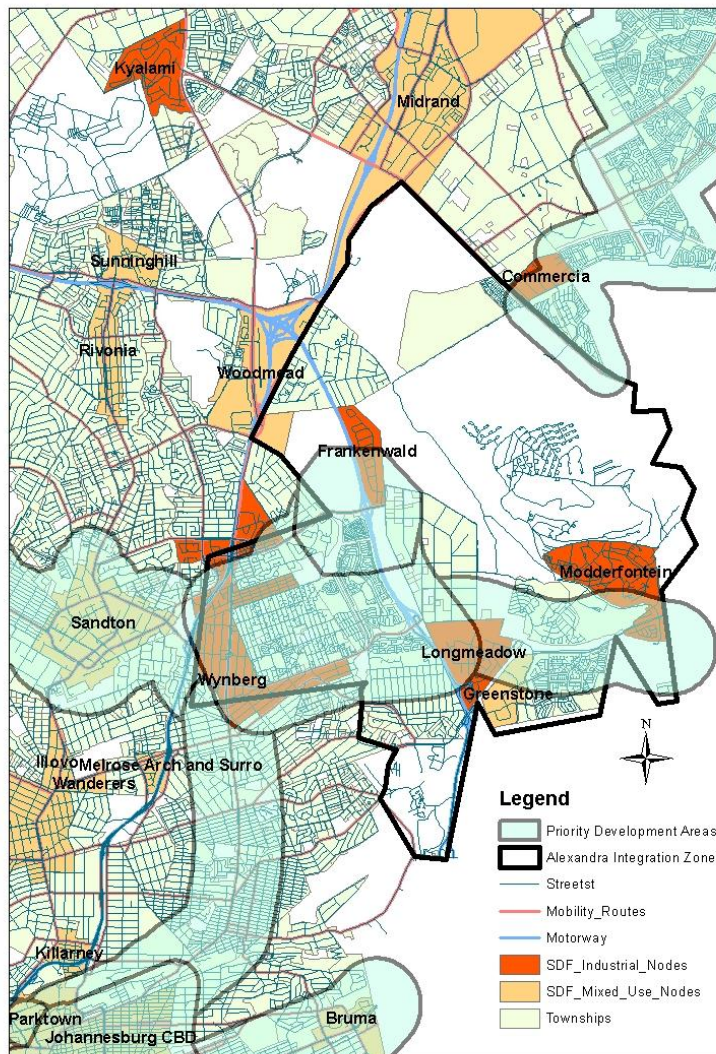 Kyalami
Midrand
Sunninghill
Commercia
Rivonia
Woodmead
Frankenwald
Modderfontein
Sandton
Longmeadow
Wynberg
Greenstone
Illovo
Melrose Arch and Surro
Wanderers
N
Legend
Priority Development Areas
Alexandra Integration Zone
Streetst
Mobility_Routes
Motorway
SDF_Industrial_Nodes
SDF_Mixed_Use_Nodes
Townships
Killarney
Parktown
Johannesburg CBD
Bruma